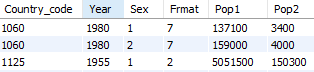 Country_code Year Sex Frmat Pop1 Pop2
1060 1980 1 7 137100 3400
1060 1980 2 7 159000 4000
1125 1955 1 2 5051500 150300